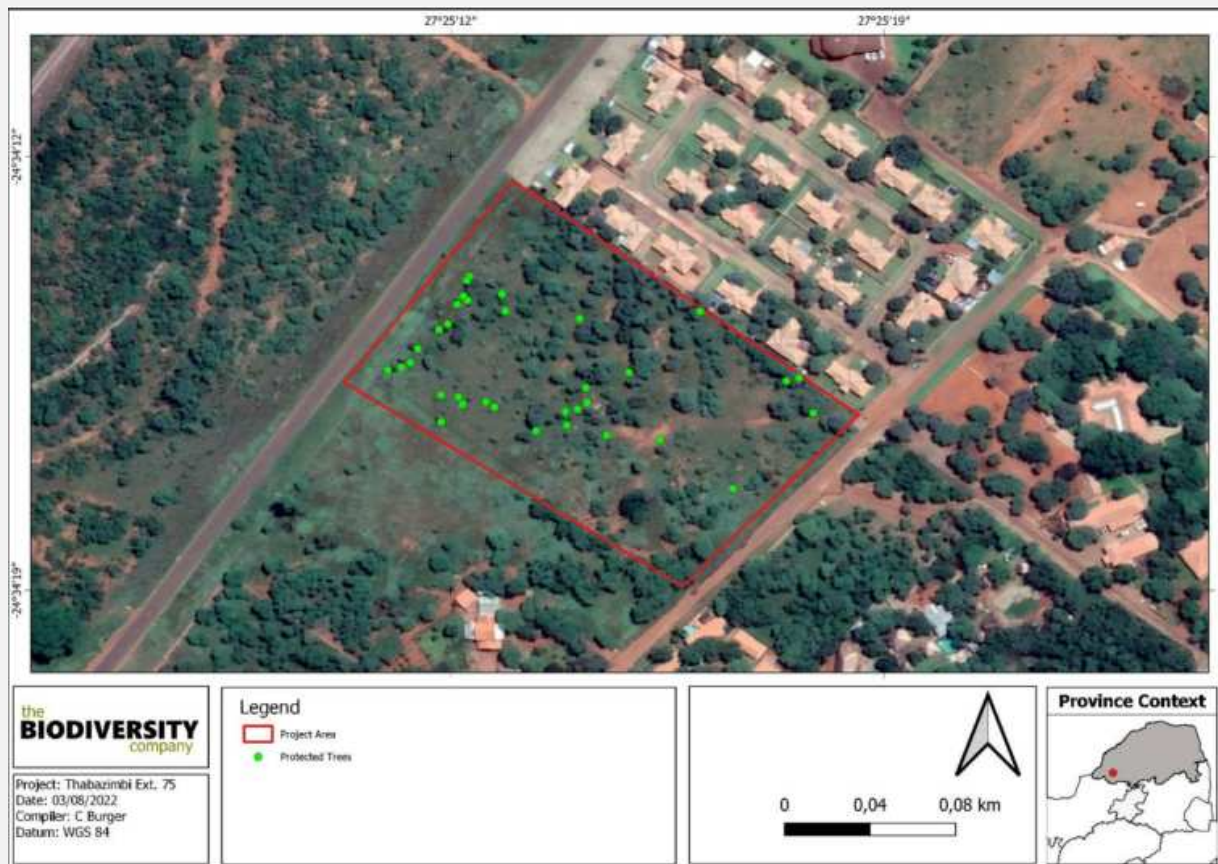 27°25'12"
27°25'19"
-24°34'12"
-24°34'19"
the
BIODIVERSITY
company
Project: Thabazimbi Ext. 75
Date: 03/08/2022
Compiler: C Burger
Datum: WGS 84
Legend
Project Area
Protected Trees
0 0,04 0,08 km
Province Context